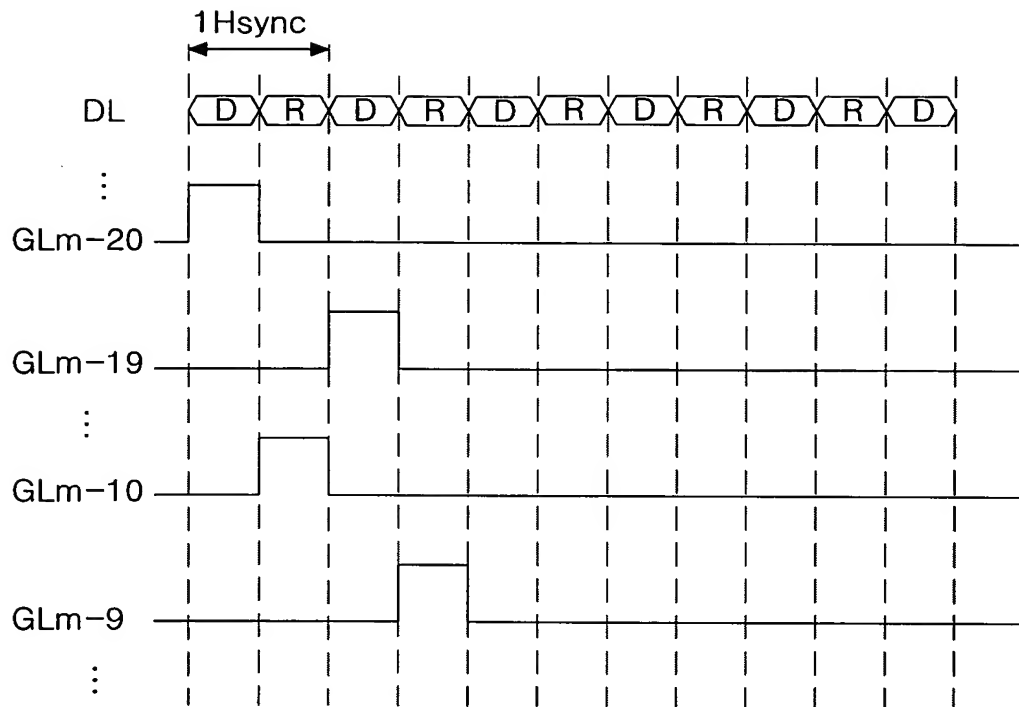 1Hsync
DL D R D R D R D R D R D
⋮
GLm-20
GLm-19
⋮
GLm-10
GLm-9
⋮